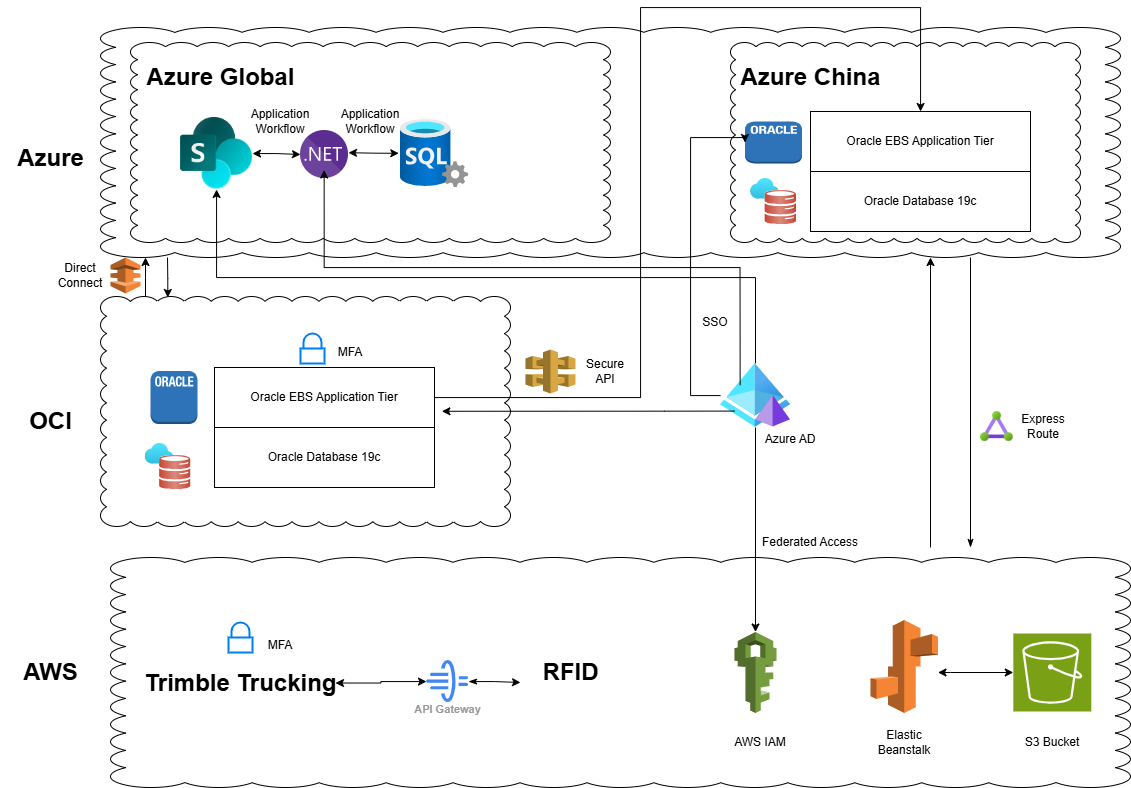 Azure Global
Azure China
Application
Workflow
Application
Workflow
S
.NET
SQL
ORACLE
Oracle EBS Application Tier
Oracle Database 19c
Azure
Direct
Connect
SSO
MFA
Secure
API
ORACLE
Oracle EBS Application Tier
Oracle Database 19c
OCI
Azure AD
Express
Route
Federated Access
MFA
AWS
Trimble Trucking
API Gateway
RFID
AWS IAM
Elastic
Beanstalk
S3 Bucket